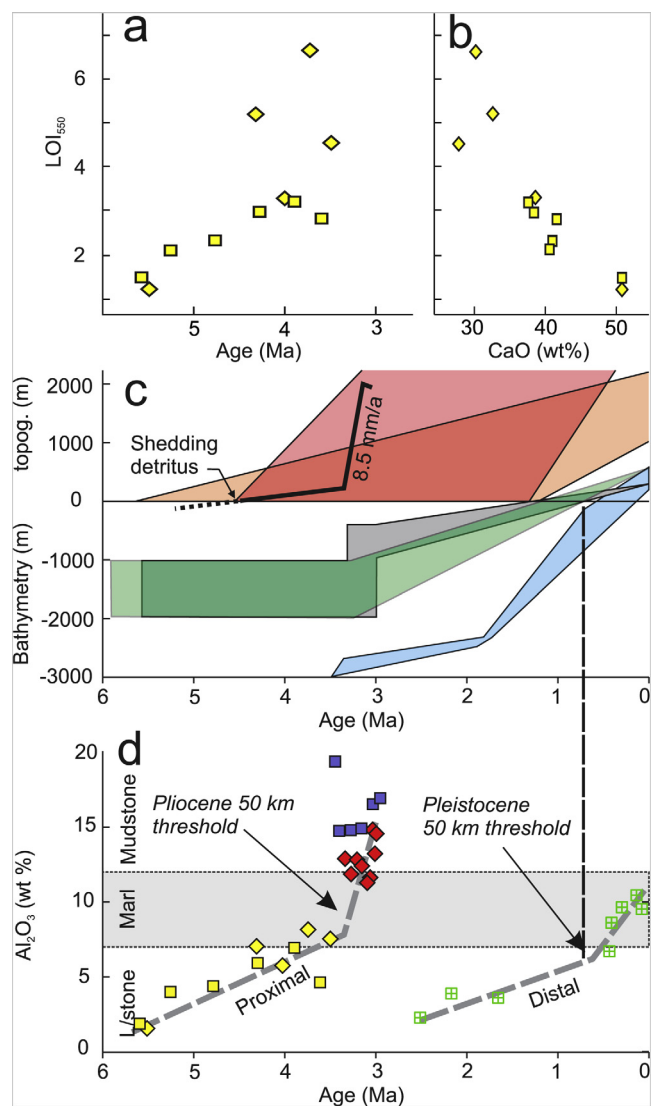 a
b
LOI550
6
4
2
5
4
3
Age (Ma)
30
40
50
CaO (wt%)
c
topog. (m)
2000
1000
0
Shedding
detritus
8.5 mm/a
Bathymetry (m)
-1000
-2000
-3000
6
5
4
3
2
1
0
Age (Ma)
d
Al2O3 (wt %)
20
15
10
5
0
Mudstone
Marl
L/stone
Pliocene 50 km
threshold
Pleistocene
50 km threshold
Proximal
Distal
6
5
4
3
2
1
0
Age (Ma)